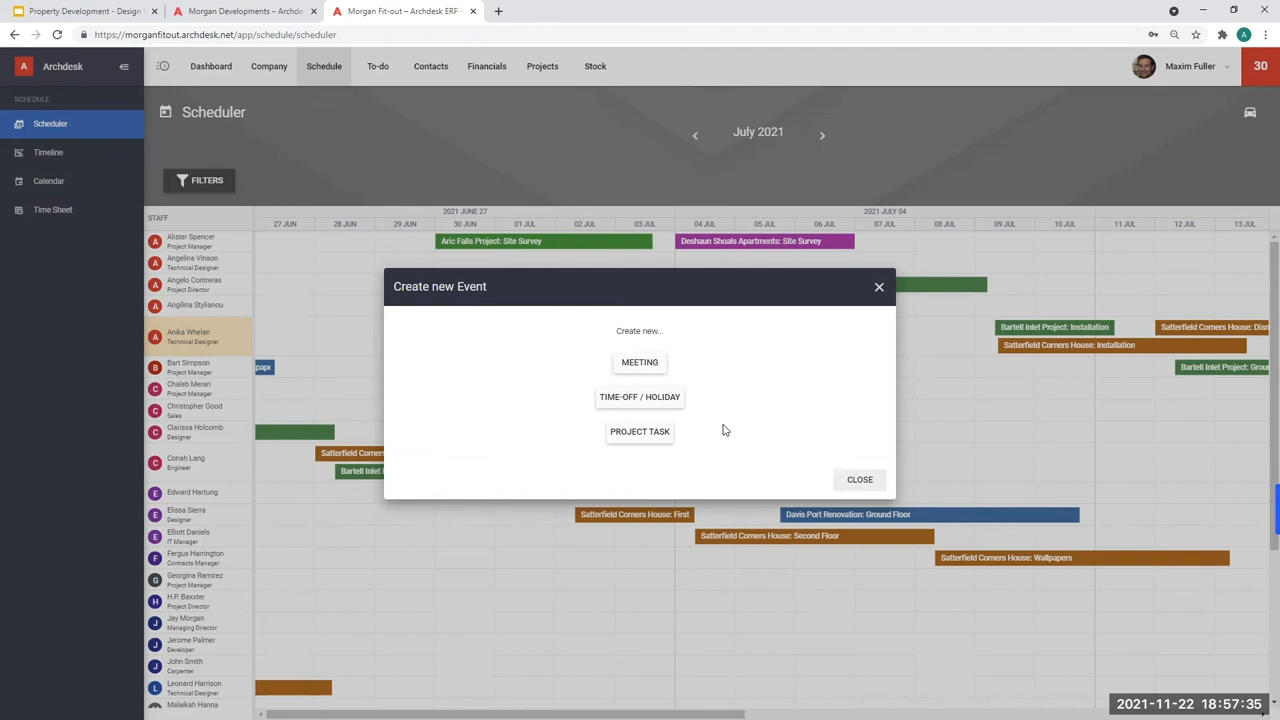 Property Development - Design
Morgan Developments – Archde
Morgan Fit-out – Archdesk ERP -
https://morganfitout.archdesk.net/app/schedule/scheduler
Archdesk
Dashboard Company Schedule To-do Contacts Financials Projects Stock
Maxim Fuller
30
SCHEDULE
Scheduler
Timeline
Calendar
Time Sheet
Scheduler
July 2021
FILTERS
STAFF
2021 JUNE 27
2021 JULY 04
27 JUN 28 JUN 29 JUN 30 JUN 01 JUL 02 JUL 03 JUL 04 JUL 05 JUL 06 JUL 07 JUL 08 JUL 09 JUL 10 JUL 11 JUL 12 JUL 13 JUL
A Alister Spencer
Project Manager
Aric Falls Project: Site Survey
Deshaun Shoals Apartments: Site Survey
A Angelina Vinson
Technical Designer
A Angelo Contreras
Project Director
A Angilina Stylianou
A Anika Whelan
Technical Designer
Bartell Inlet Project: Installation
Satterfield Corners House: Disn
Satterfield Corners House: Installation
B Bart Simpson
Project Manager
pape
Bartell Inlet Project: Grou
C Chaleb Merari
Project Manager
C Christopher Good
Sales
C Clarissa Holcomb
Designer
C Conah Lang
Engineer
Satterfield Corners
Bartell Inlet
E Edward Hartung
E Elissa Sierra
Designer
Satterfield Corners House: First
Davis Port Renovation: Ground Floor
E Elliott Daniels
IT Manager
Satterfield Corners House: Second Floor
F Fergus Harrington
Contracts Manager
Satterfield Corners House: Wallpapers
G Georgina Ramirez
Project Manager
H H.P. Baxxter
Project Director
J Jay Morgan
Managing Director
J Jerome Palmer
Developer
J John Smith
Carpenter
L Leonard Harrison
Technical Designer
Malaikah Hanna
Create new Event
Create new...
MEETING
TIME-OFF / HOLIDAY
PROJECT TASK
CLOSE
2021-11-22 18:57:35